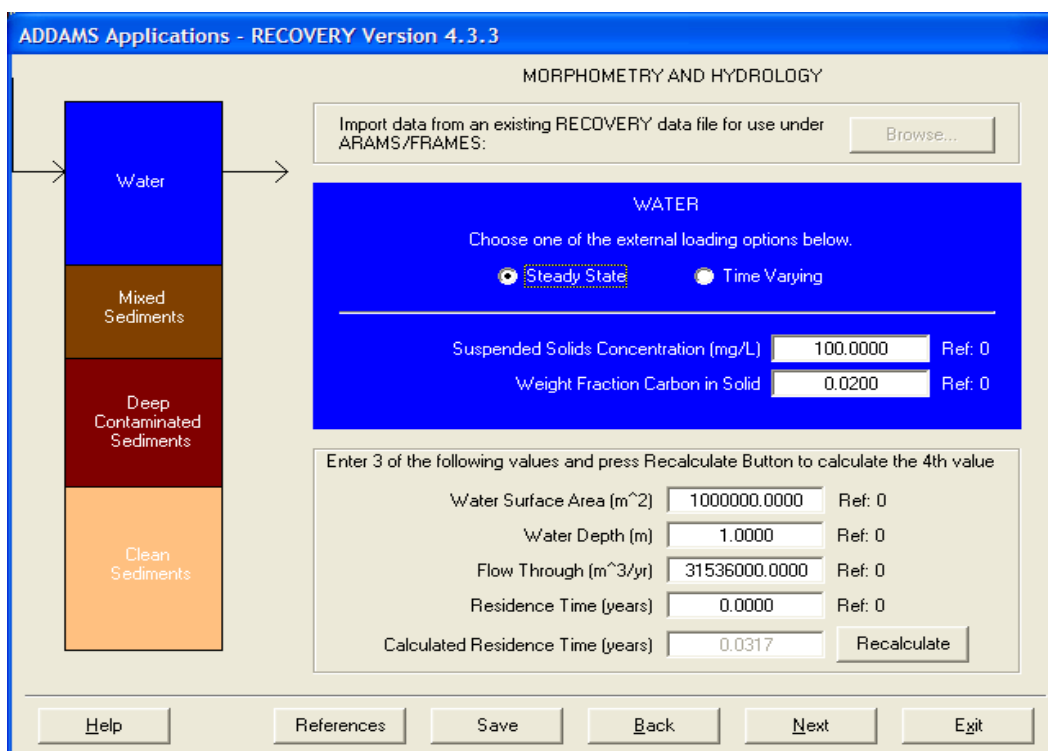 ADDAMS Applications - RECOVERY Version 4.3.3
MORPHOMETRY AND HYDROLOGY
Import data from an existing RECOVERY data file for use under
ARAMS/FRAMES:
Browse...
Water
Mixed
Sediments
Deep
Contaminated
Sediments
Clean
Sediments
WATER
Choose one of the external loading options below.
Steady State Time Varying
Suspended Solids Concentration (mg/L) 100.0000 Ref: 0
Weight Fraction Carbon in Solid 0.0200 Ref: 0
Enter 3 of the following values and press Recalculate Button to calculate the 4th value
Water Surface Area (m^2) 1000000.0000 Ref: 0
Water Depth (m) 1.0000 Ref: 0
Flow Through (m^3/yr) 31536000.0000 Ref: 0
Residence Time (years) 0.0000 Ref: 0
Calculated Residence Time (years) 0.0317 Recalculate
Help References Save Back Next Exit